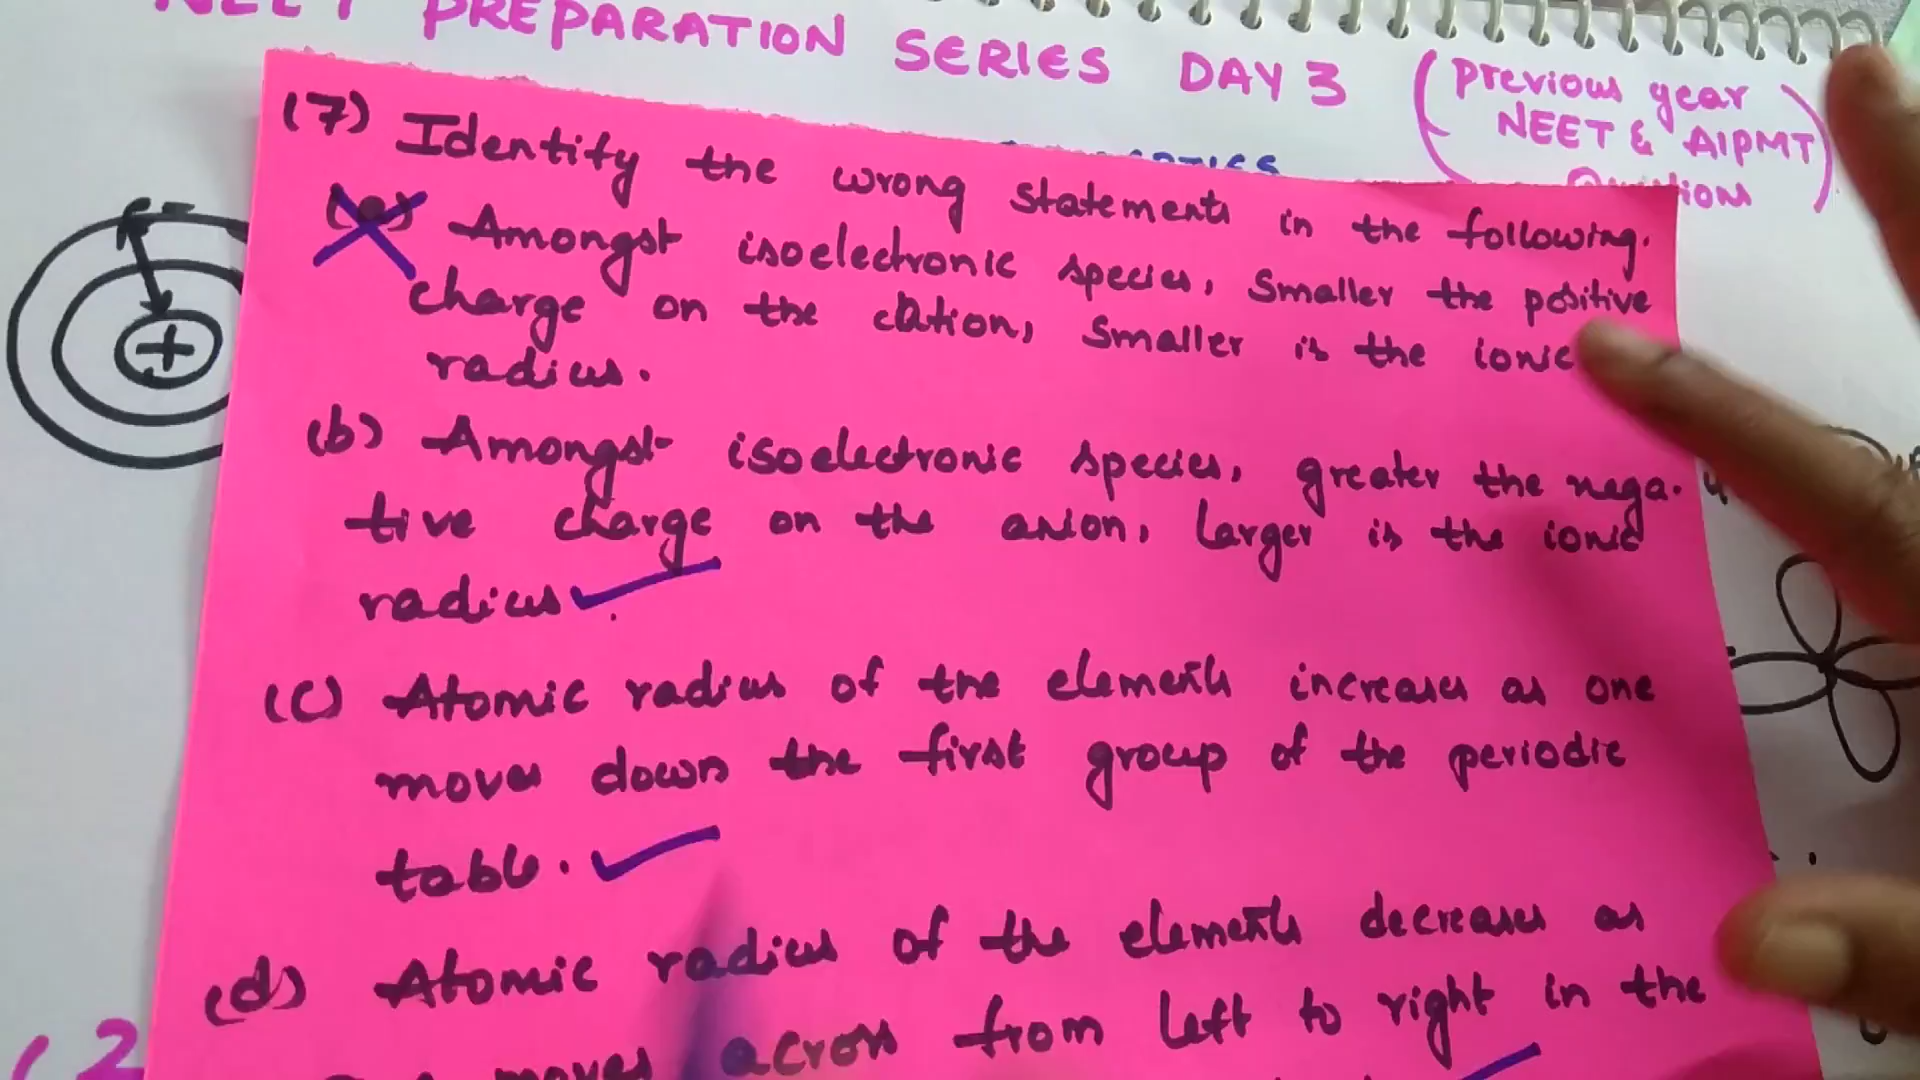 PREPARATION SERIES DAY 3
(Previous year
NEET & AIPMT
(7) Identify the wrong statements in the following.
(a) Amongst isoelectronic species, smaller the positive
charge on the cation, smaller is the ionic
radius.
(b) Amongst isoelectronic species, greater the nega-
tive charge on the anion, larger is the ionic
radius.
(c) Atomic radius of the elements increases as one
moves down the first group of the periodic
table.
(d) Atomic radius of the elements decreases as
moves across from left to right in the
(2